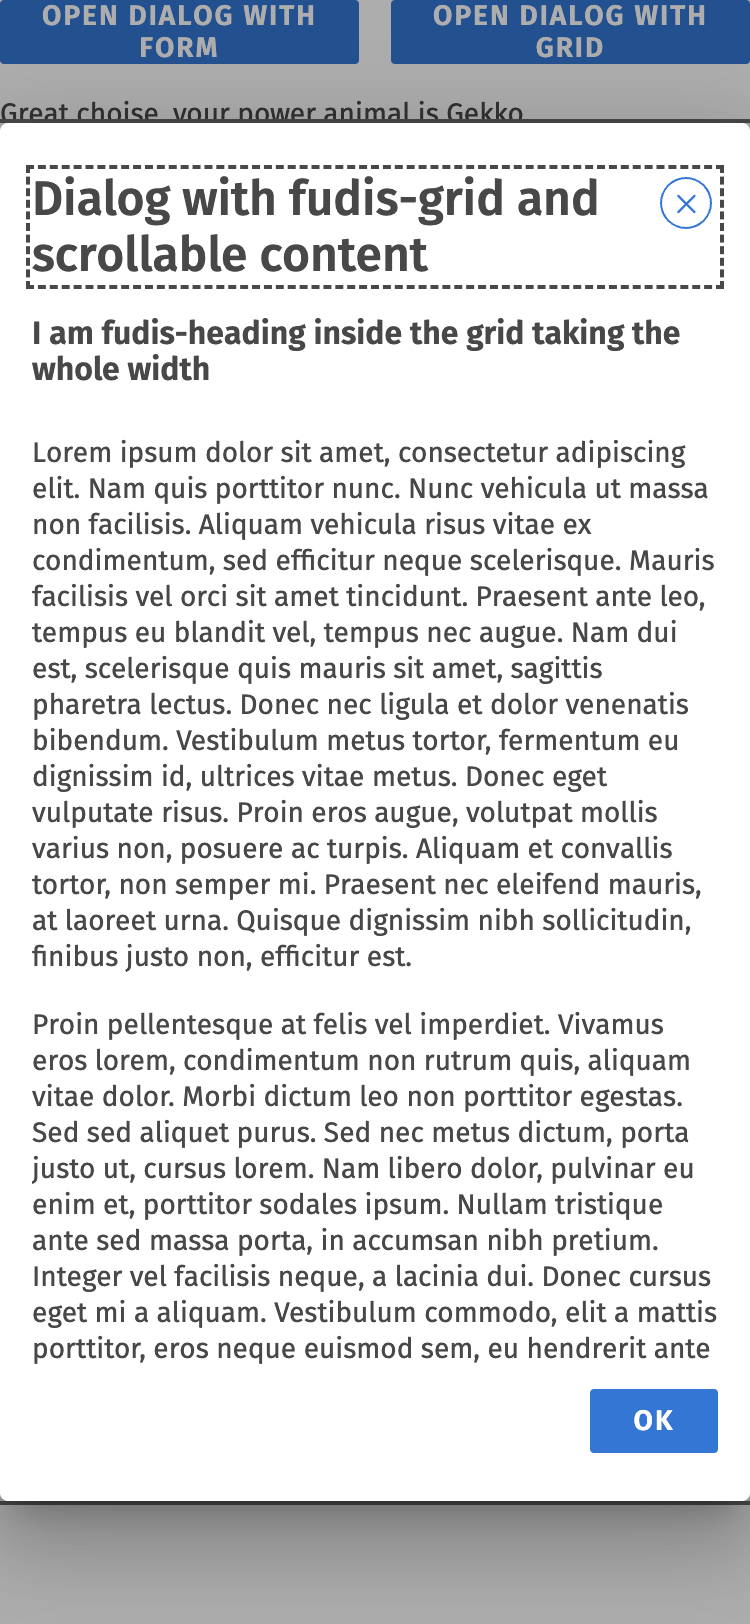 OPEN DIALOG WITH
FORM
OPEN DIALOG WITH
GRID
Great choise, your power animal is Gekko
Dialog with fudis-grid and
scrollable content
I am fudis-heading inside the grid taking the
whole width
Lorem ipsum dolor sit amet, consectetur adipiscing
elit. Nam quis porttitor nunc. Nunc vehicula ut massa
non facilisis. Aliquam vehicula risus vitae ex
condimentum, sed efficitur neque scelerisque. Mauris
facilisis vel orci sit amet tincidunt. Praesent ante leo,
tempus eu blandit vel, tempus nec augue. Nam dui
est, scelerisque quis mauris sit amet, sagittis
pharetra lectus. Donec nec ligula et dolor venenatis
bibendum. Vestibulum metus tortor, fermentum eu
dignissim id, ultrices vitae metus. Donec eget
vulputate risus. Proin eros augue, volutpat mollis
varius non, posuere ac turpis. Aliquam et convallis
tortor, non semper mi. Praesent nec eleifend mauris,
at laoreet urna. Quisque dignissim nibh sollicitudin,
finibus justo non, efficitur est.
Proin pellentesque at felis vel imperdiet. Vivamus
eros lorem, condimentum non rutrum quis, aliquam
vitae dolor. Morbi dictum leo non porttitor egestas.
Sed sed aliquet purus. Sed nec metus dictum, porta
justo ut, cursus lorem. Nam libero dolor, pulvinar eu
enim et, porttitor sodales ipsum. Nullam tristique
ante sed massa porta, in accumsan nibh pretium.
Integer vel facilisis neque, a lacinia dui. Donec cursus
eget mi a aliquam. Vestibulum commodo, elit a mattis
porttitor, eros neque euismod sem, eu hendrerit ante
OK